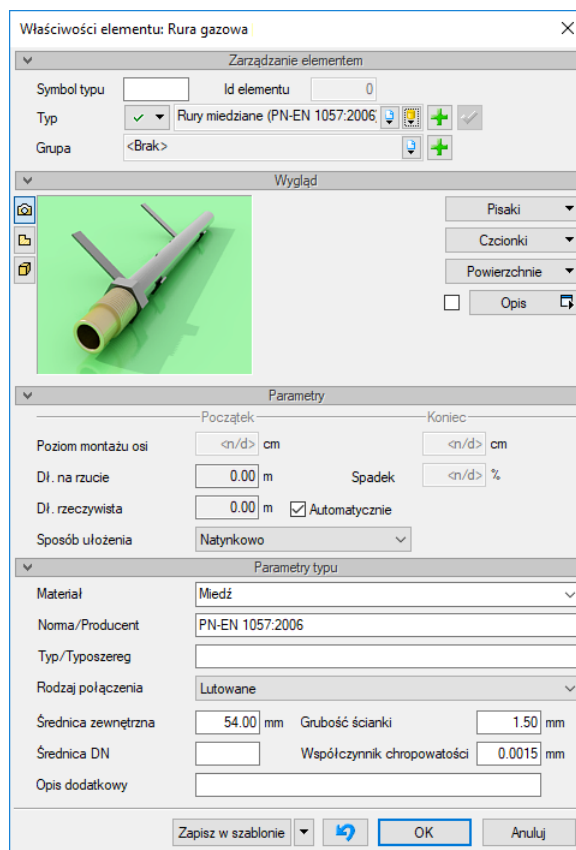 Właściwości elementu: Rura gazowa
Zarządzanie elementem
Symbol typu Id elementu 0
Typ Rury miedziane (PN-EN 1057:2006)
Grupa <Brak>
Wygląd
Pisaki
Czcionki
Powierzchnie
Opis
Parametry
Początek Koniec
Poziom montażu osi <n/d> cm <n/d> cm
Dł. na rzucie 0.00 m Spadek <n/d> %
Dł. rzeczywista 0.00 m Automatycznie
Sposób ułożenia Natynkowo
Parametry typu
Materiał Miedź
Norma/Producent PN-EN 1057:2006
Typ/Typoszereg
Rodzaj połączenia Lutowane
Średnica zewnętrzna 54.00 mm Grubość ścianki 1.50 mm
Średnica DN Współczynnik chropowatości 0.0015 mm
Opis dodatkowy
Zapisz w szablonie OK Anuluj